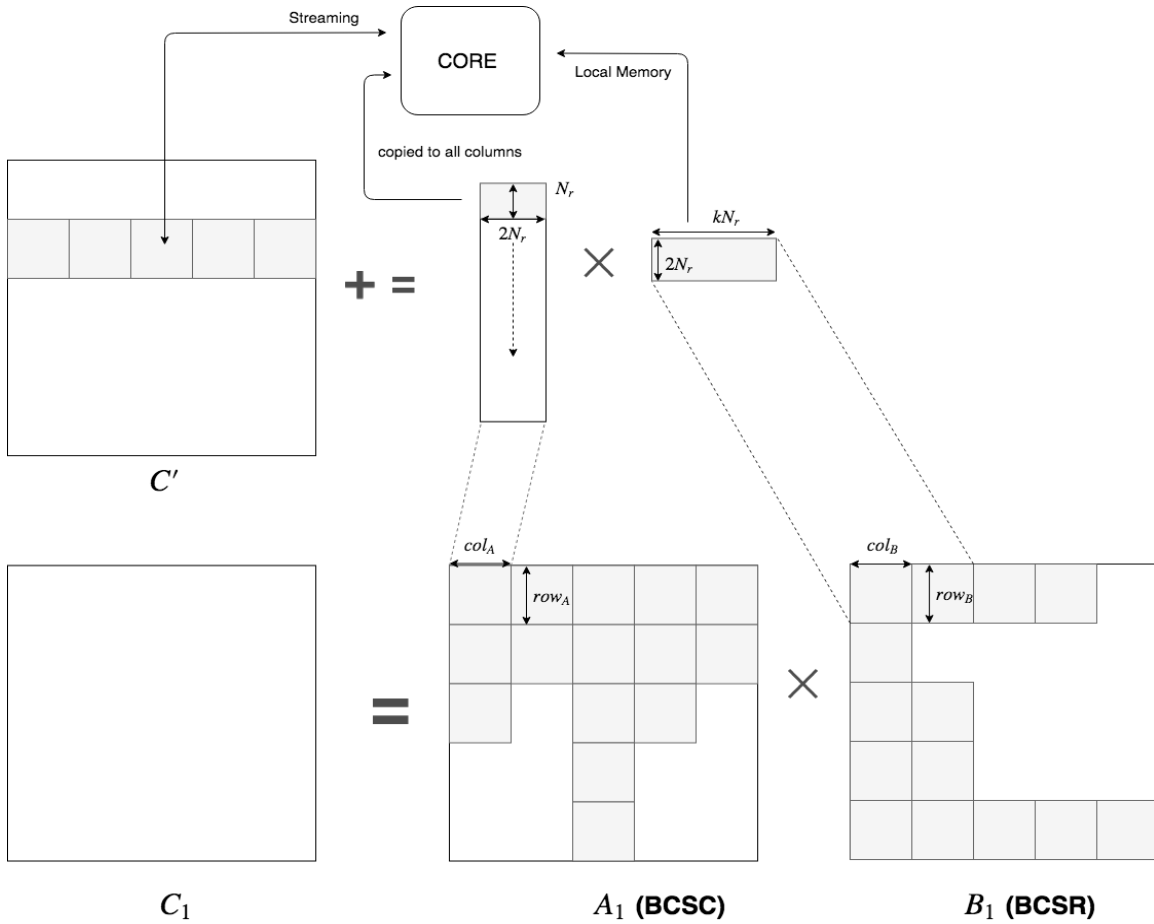 Streaming
CORE
Local Memory
copied to all columns
N_r
2N_r
kN_r
2N_r
+ =
×
C'
col_A
row_A
col_B
row_B
=
×
C_1
A_1 (BCSC)
B_1 (BCSR)